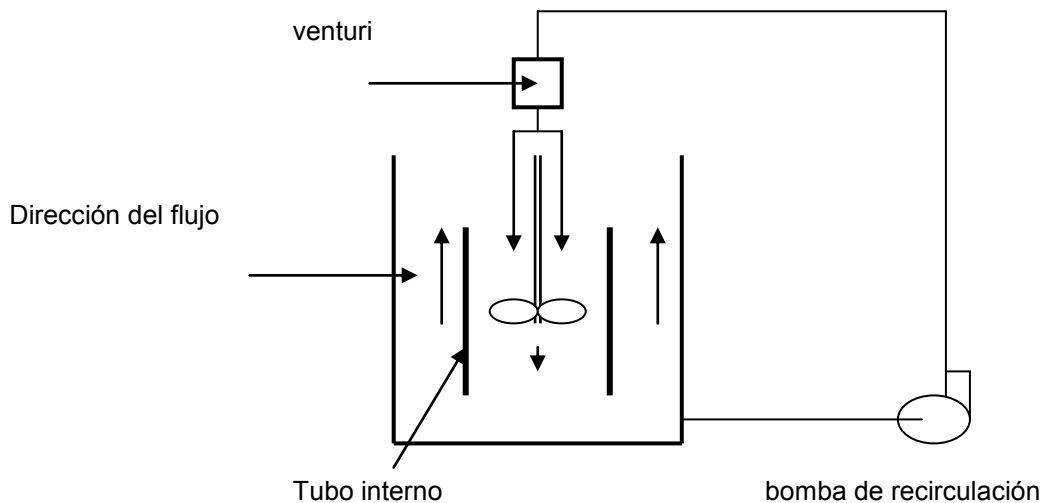 venturi
Dirección del flujo
Tubo interno
bomba de recirculación